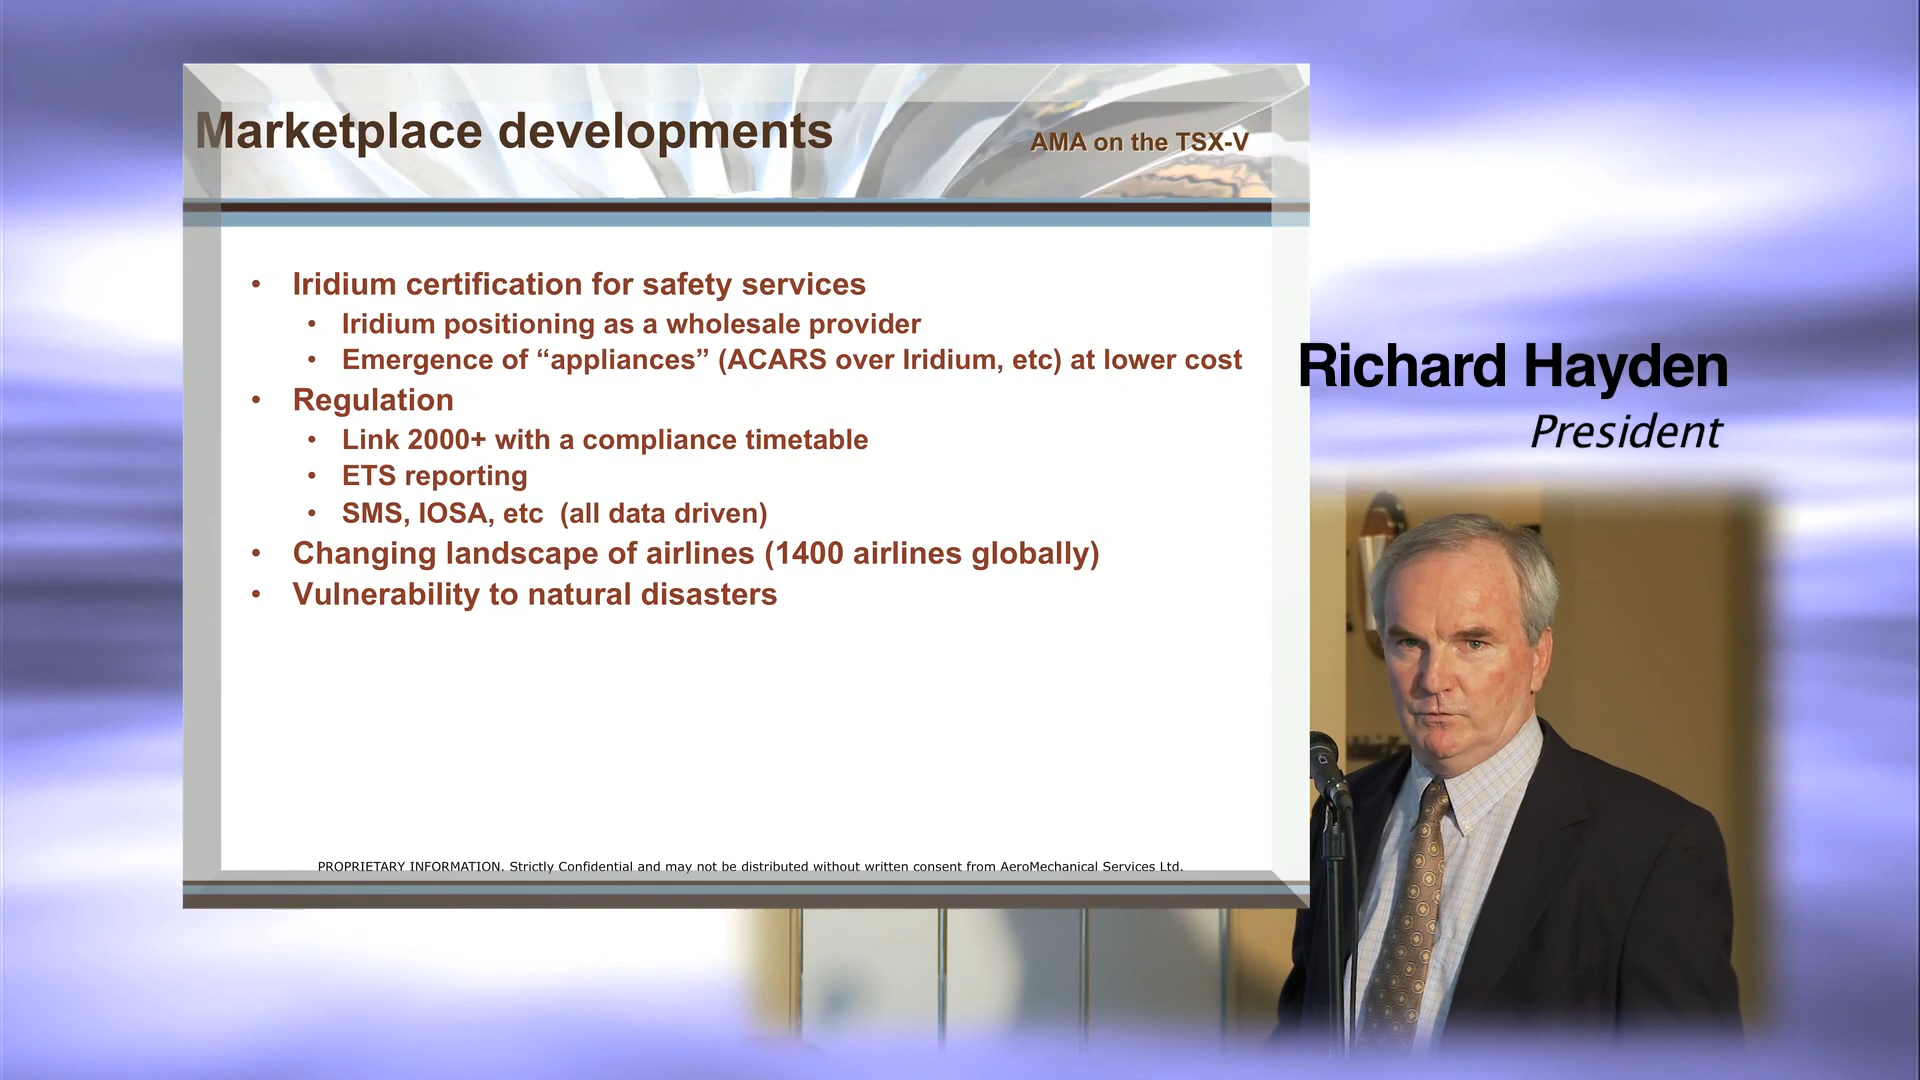 Marketplace developments
AMA on the TSX-V
• Iridium certification for safety services
• Iridium positioning as a wholesale provider
• Emergence of “appliances” (ACARS over Iridium, etc) at lower cost
• Regulation
• Link 2000+ with a compliance timetable
• ETS reporting
• SMS, IOSA, etc  (all data driven)
• Changing landscape of airlines (1400 airlines globally)
• Vulnerability to natural disasters
PROPRIETARY INFORMATION. Strictly Confidential and may not be distributed without written consent from AeroMechanical Services Ltd.
Richard Hayden
President